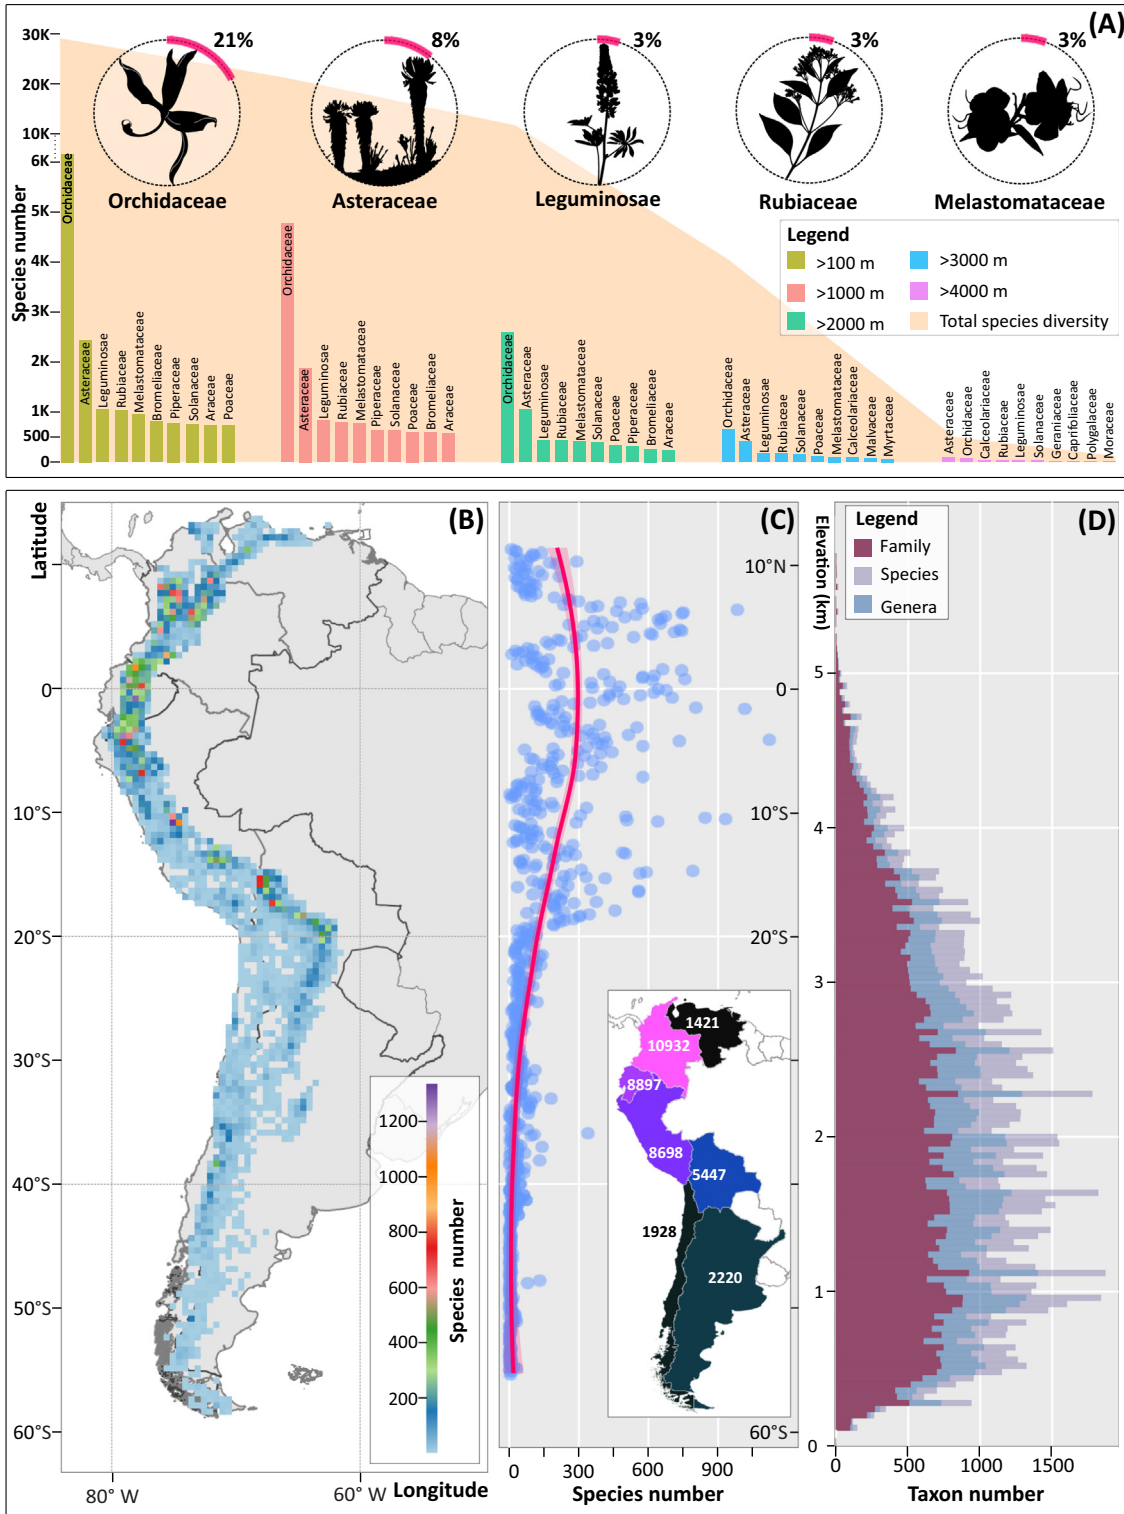 (A)
30K
20K
10K
6K
5K
4K
3K
2K
1K
500
0
Species number
21%
8%
3%
3%
3%
Orchidaceae
Asteraceae
Leguminosae
Rubiaceae
Melastomataceae
Legend
>100 m
>1000 m
>2000 m
>3000 m
>4000 m
Total species diversity
Orchidaceae
Asteraceae
Leguminosae
Rubiaceae
Melastomataceae
Bromeliaceae
Piperaceae
Solanaceae
Araceae
Poaceae
Orchidaceae
Asteraceae
Leguminosae
Rubiaceae
Melastomataceae
Piperaceae
Solanaceae
Poaceae
Bromeliaceae
Araceae
Orchidaceae
Asteraceae
Leguminosae
Rubiaceae
Melastomataceae
Solanaceae
Poaceae
Piperaceae
Bromeliaceae
Araceae
Orchidaceae
Asteraceae
Leguminosae
Rubiaceae
Solanaceae
Poaceae
Melastomataceae
Calceolariaceae
Malvaceae
Myrtaceae
Asteraceae
Orchidaceae
Calceolariaceae
Rubiaceae
Leguminosae
Solanaceae
Geraniaceae
Caprifoliaceae
Polygalaceae
Moraceae
(B)
Latitude
0
10°S
20°S
30°S
40°S
50°S
60°S
80° W
60° W
Longitude
1200
1000
800
600
400
200
Species number
(C)
10°N
0
10°S
20°S
60°S
0
300
600
900
Species number
1421
10932
8897
8698
5447
1928
2220
(D)
Elevation (km)
Legend
Family
Species
Genera
5
4
3
2
1
0
0
500
1000
1500
Taxon number